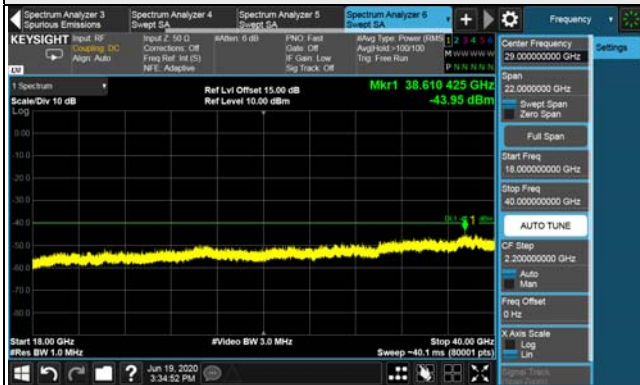 Spectrum Analyzer 3
Spurious Emissions
Spectrum Analyzer 4
Swept SA
Spectrum Analyzer 5
Swept SA
Spectrum Analyzer 6
Swept SA
Frequency
KEYSIGHT
Input: RF
Coupling: DC
Align: Auto
Input Z: 50 Ω
Corrections: Off
Freq Ref: Int (S)
NFE: Adaptive
#Atten: 0 dB
PNO: Fast
Gate: Off
IF Gain: Low
Sig Track: Off
#Avg Type: Power (RMS
Avg|Hold:>100/100
Trig: Free Run
1 2 3 4 5 6
M W W W W W
P N N N N N
LXI
1 Spectrum
Scale/Div 10 dB
Log
Ref Lvl Offset 15.00 dB
Ref Level 10.00 dBm
Mkr1 38.610 425 GHz
-43.95 dBm
0.00
-10.0
-20.0
-30.0
-40.0
-50.0
-60.0
-70.0
-80.0
1
Start 18.00 GHz
#Res BW 1.0 MHz
#Video BW 3.0 MHz
Stop 40.00 GHz
Sweep ~40.1 ms (80001 pts)
Center Frequency
29.000000000 GHz
Settings
Span
22.0000000 GHz
Swept Span
Zero Span
Full Span
Start Freq
18.000000000 GHz
Stop Freq
40.000000000 GHz
AUTO TUNE
CF Step
2.200000000 GHz
Auto
Man
Freq Offset
0 Hz
X Axis Scale
Log
Lin
Signal Track
Jun 19, 2020
3:34:52 PM